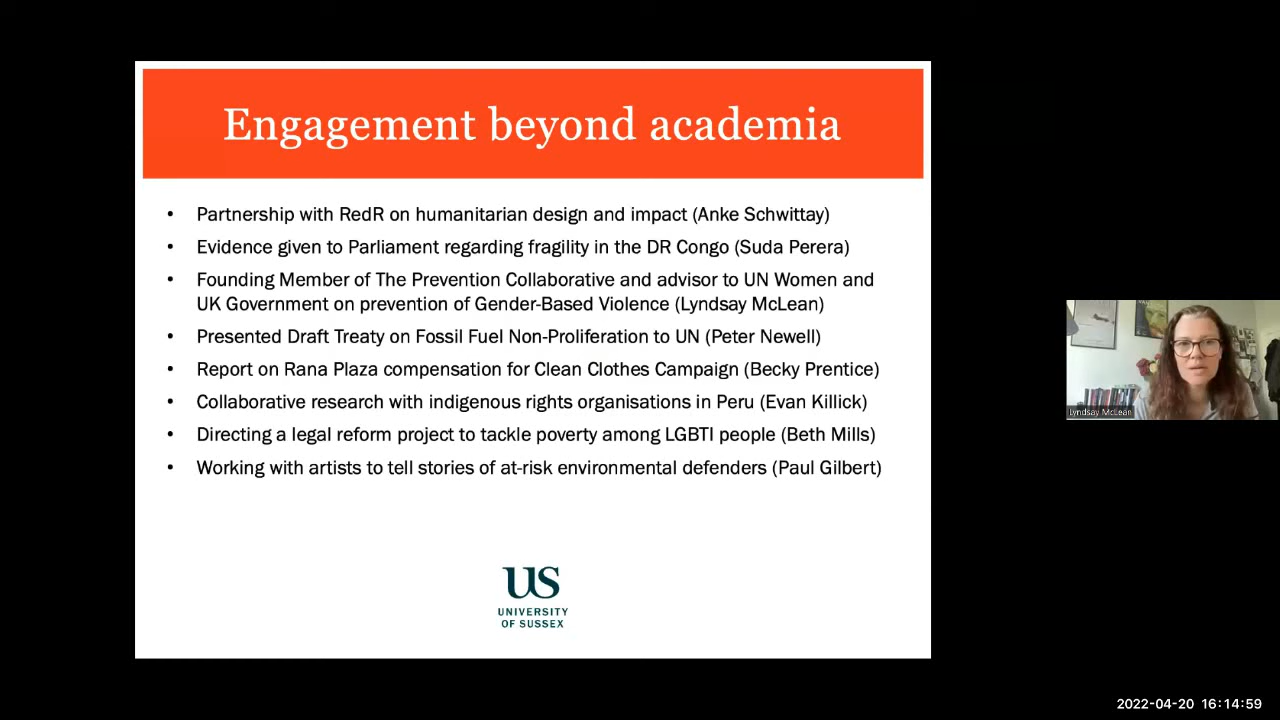 Engagement beyond academia
• Partnership with RedR on humanitarian design and impact (Anke Schwittay)
• Evidence given to Parliament regarding fragility in the DR Congo (Suda Perera)
• Founding Member of The Prevention Collaborative and advisor to UN Women and
UK Government on prevention of Gender-Based Violence (Lyndsay McLean)
• Presented Draft Treaty on Fossil Fuel Non-Proliferation to UN (Peter Newell)
• Report on Rana Plaza compensation for Clean Clothes Campaign (Becky Prentice)
• Collaborative research with indigenous rights organisations in Peru (Evan Killick)
• Directing a legal reform project to tackle poverty among LGBTI people (Beth Mills)
• Working with artists to tell stories of at-risk environmental defenders (Paul Gilbert)
US
UNIVERSITY
OF SUSSEX
Lyndsay McLean
2022-04-20 16:14:59